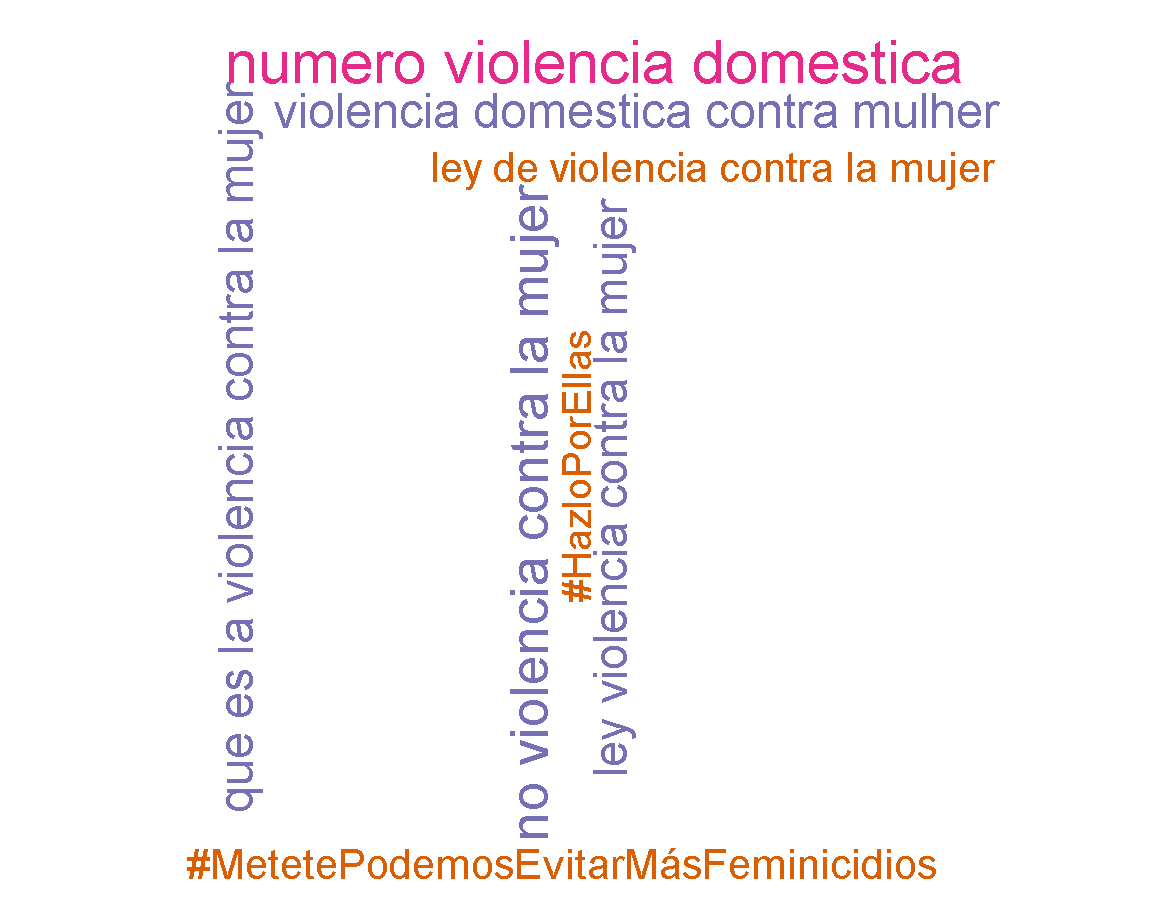 numero violencia domestica
violencia domestica contra mulher
ley de violencia contra la mujer
que es la violencia contra la mujer
no violencia contra la mujer
#HazloPorEllas
ley violencia contra la mujer
#MetetePodemosEvitarMásFeminicidios